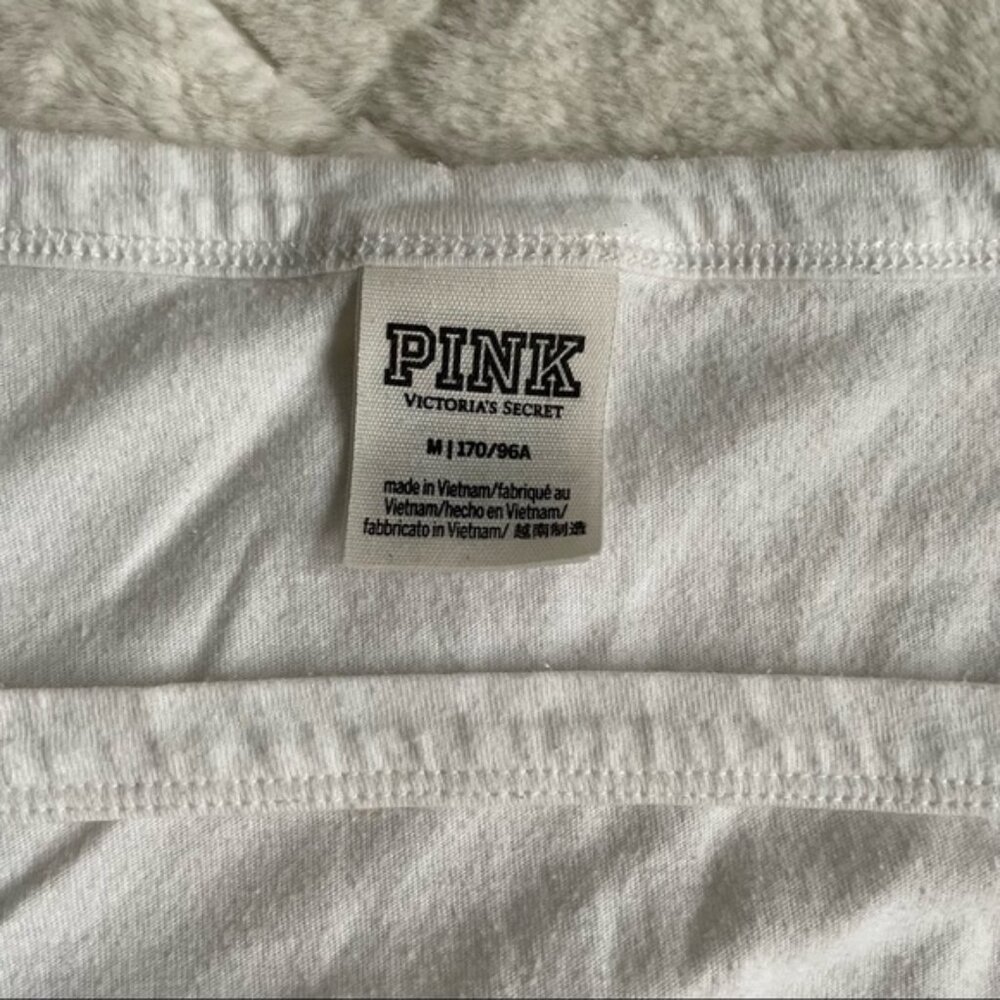 PINK
VICTORIA'S SECRET
M | 170/96A
made in Vietnam/fabriqué au
Vietnam/hecho en Vietnam/
fabbricato in Vietnam/ 越南制造